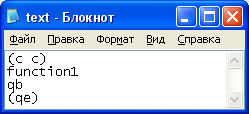 text - Блокнот
Файл Правка Формат Вид Справка
(c c)
function1
qb
(qe)